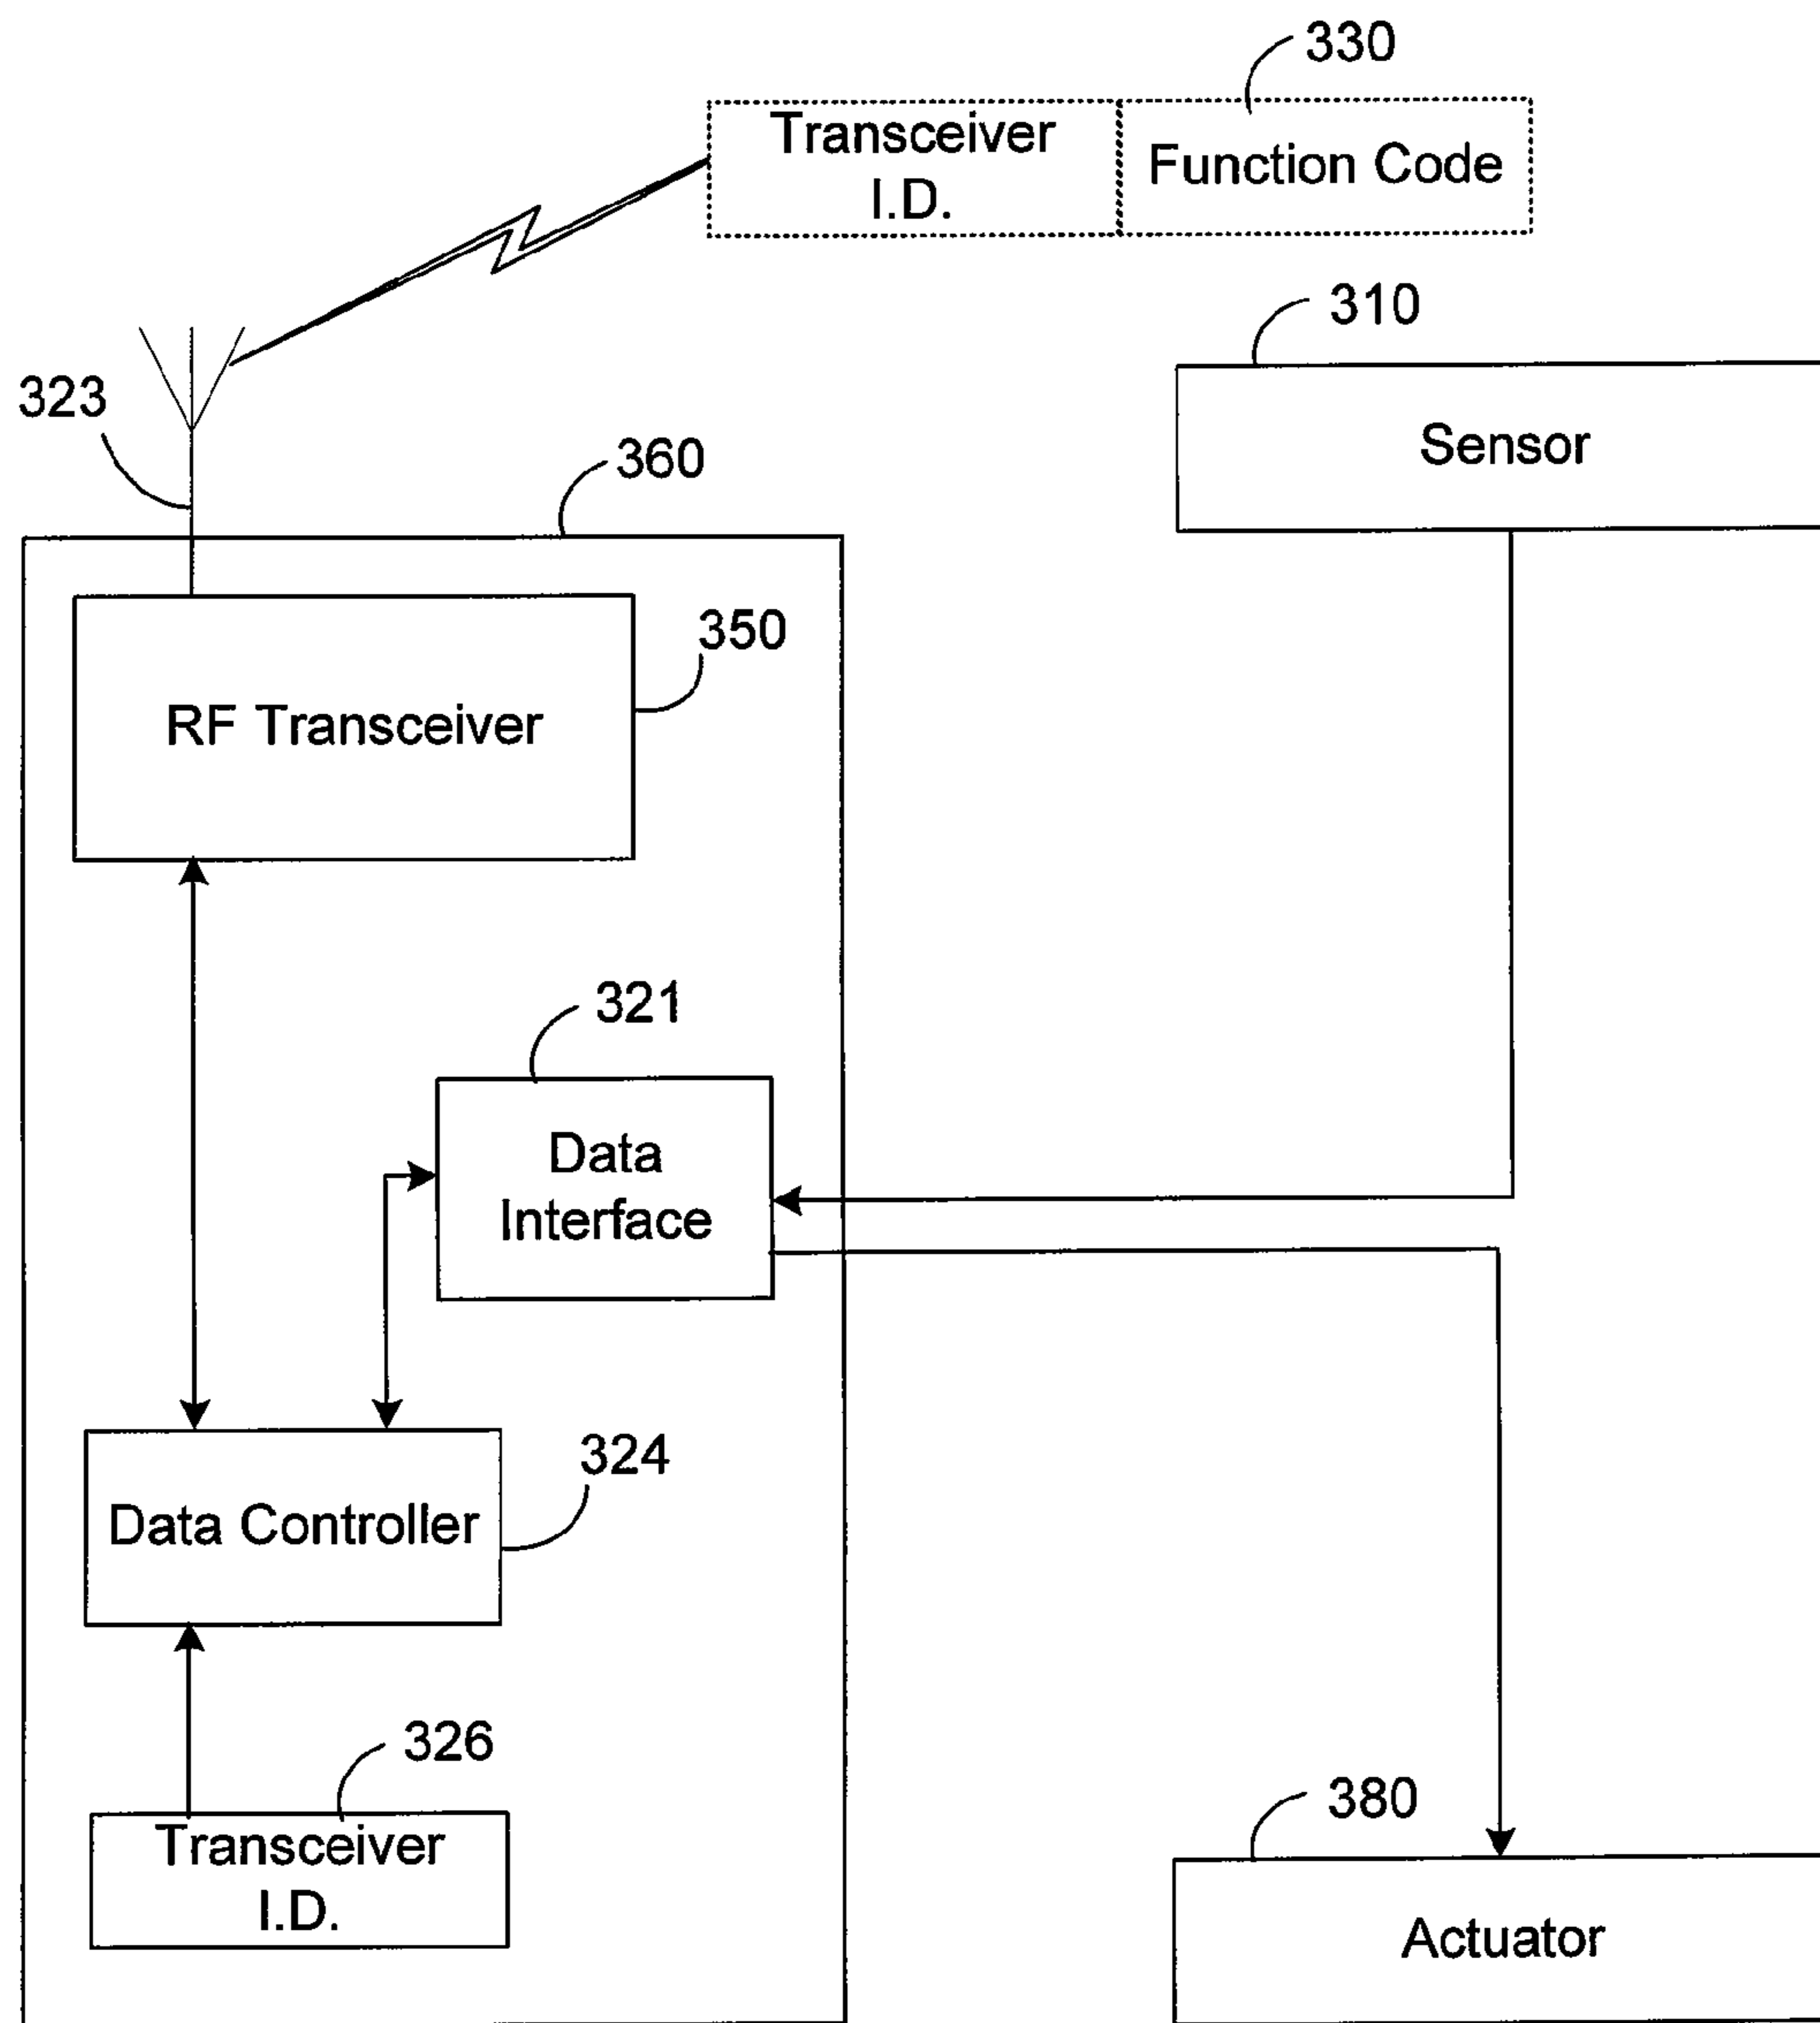 330
Transceiver
I.D.
Function Code
310
Sensor
323
360
350
RF Transceiver
321
Data
Interface
324
Data Controller
326
Transceiver
I.D.
380
Actuator